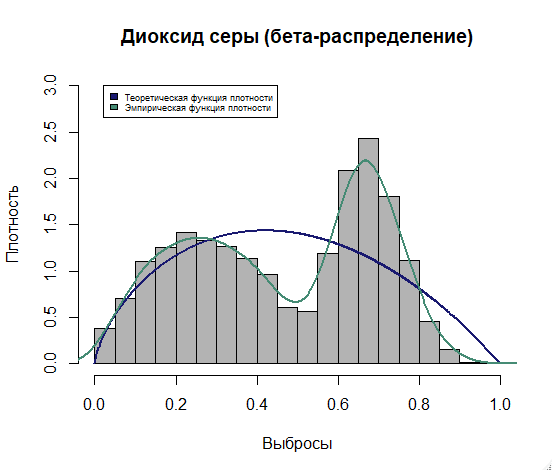 Диоксид серы (бета-распределение)
Теоретическая функция плотности
Эмпирическая функция плотности
Плотность
3.0
2.5
2.0
1.5
1.0
0.5
0.0
0.0 0.2 0.4 0.6 0.8 1.0
Выбросы